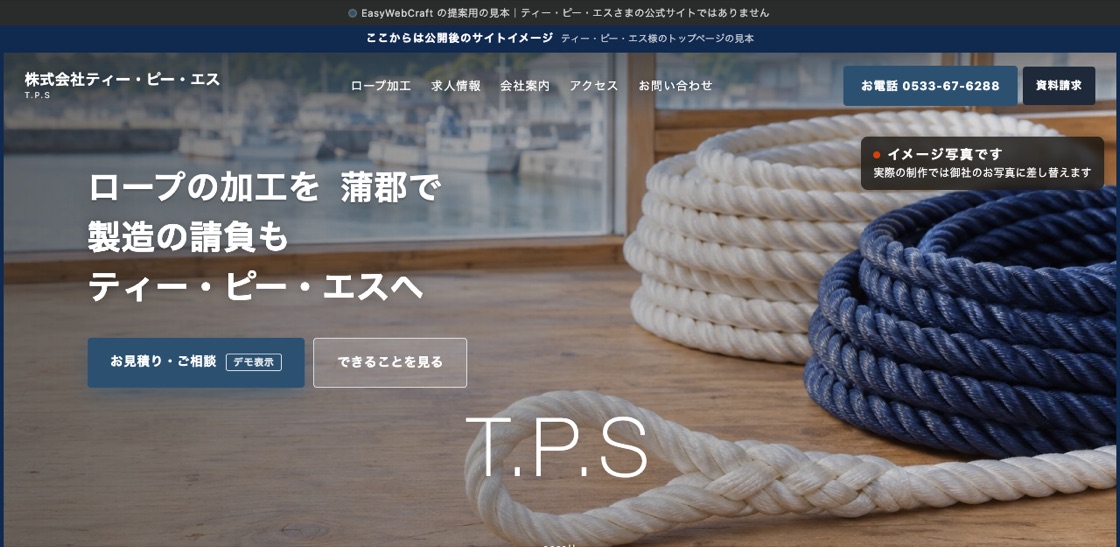 EasyWebCraft の提案用の見本｜ティー・ピー・エスさまの公式サイトではありません
ここからは公開後のサイトイメージ ティー・ピー・エス様のトップページの見本
株式会社ティー・ピー・エス
T.P.S
ロープ加工 求人情報 会社案内 アクセス お問い合わせ
お電話 0533-67-6288
資料請求
イメージ写真です
実際の制作では御社のお写真に差し替えます
ロープの加工を 蒲郡で
製造の請負も
ティー・ピー・エスへ
お見積り・ご相談 デモ表示
できることを見る
T.P.S